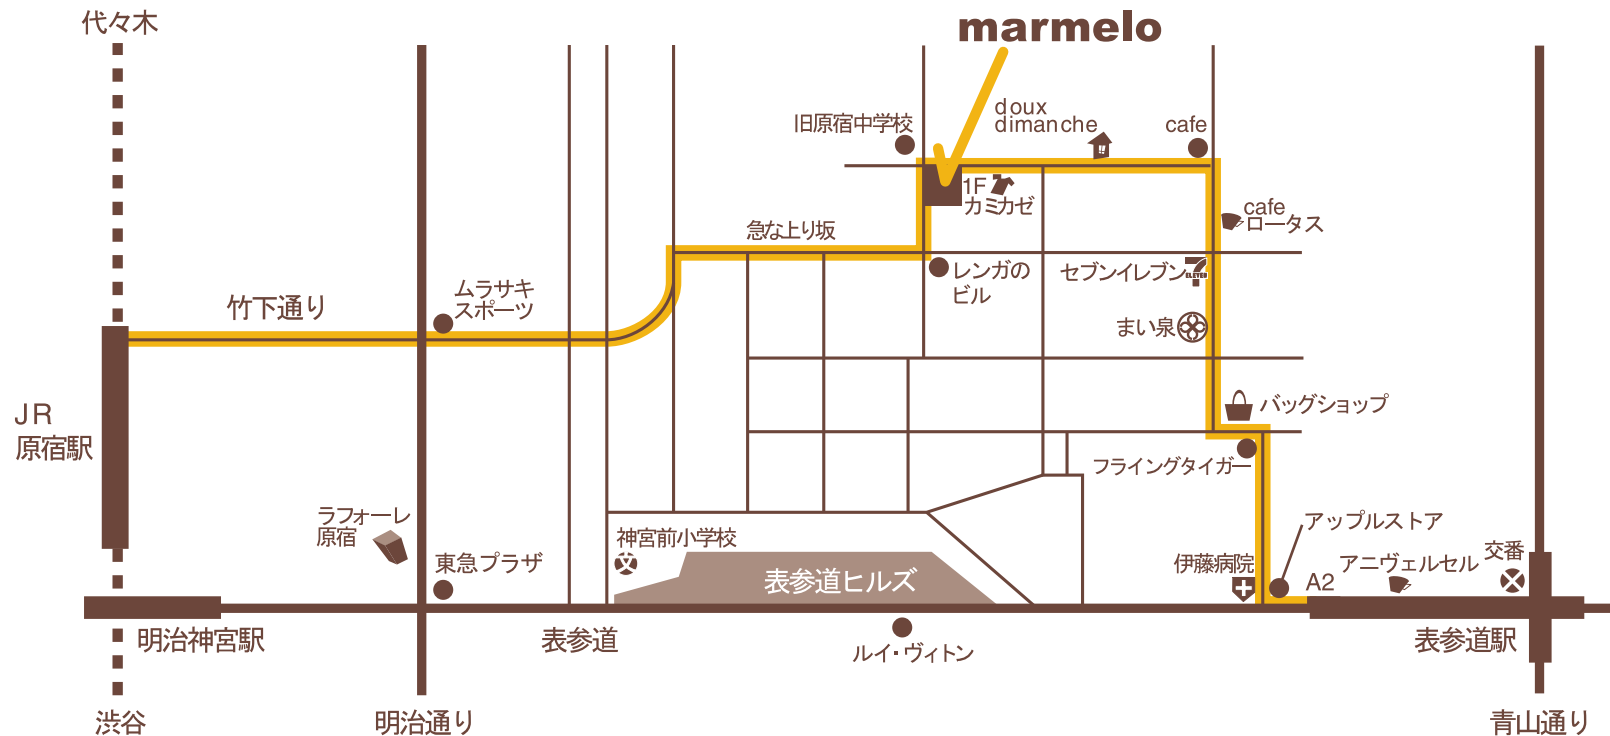 代々木
marmelo
doux
dimanche
cafe
旧原宿中学校
1F
カミカゼ
cafe
ロータス
急な上り坂
レンガの
ビル
セブンイレブン
7
ELEVEN
ムラサキ
スポーツ
竹下通り
まい泉
JR
原宿駅
バッグショップ
フライングタイガー
ラフォーレ
原宿
アップルストア
神宮前小学校
文
東急プラザ
表参道ヒルズ
伊藤病院
A2
アニヴェルセル
交番
明治神宮駅
表参道
ルイ・ヴィトン
表参道駅
渋谷
明治通り
青山通り